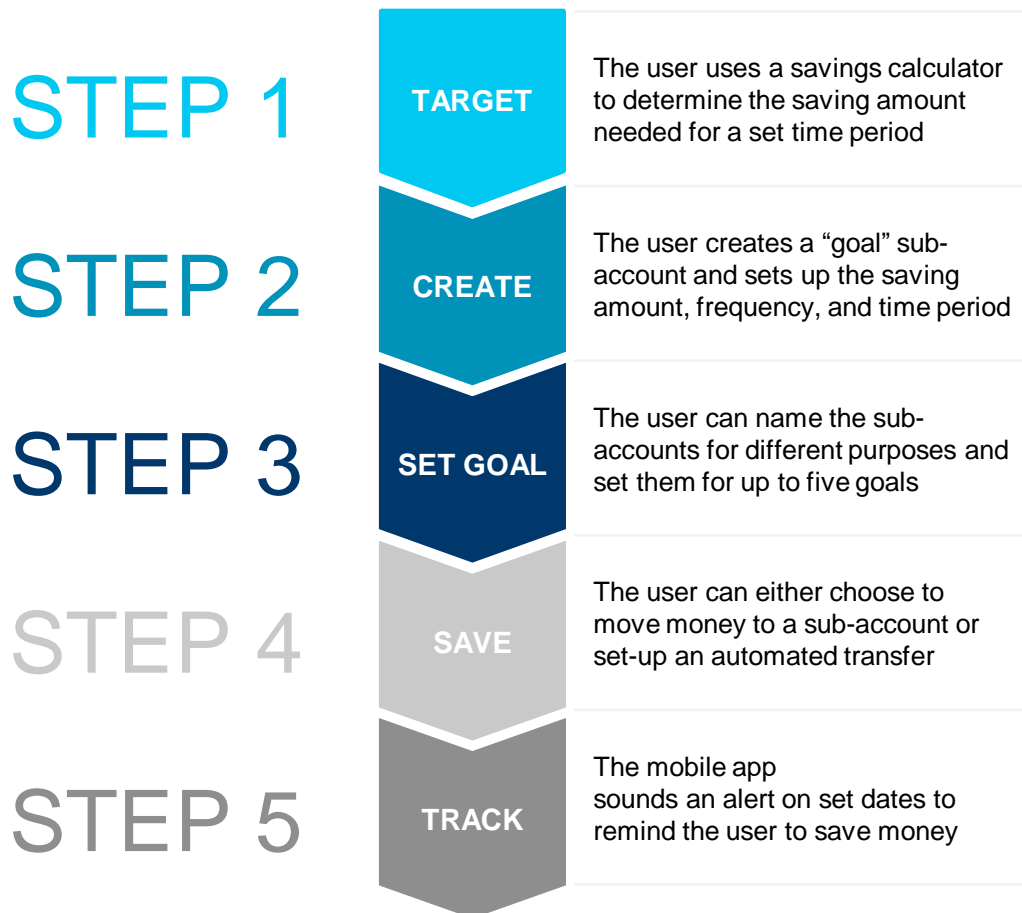 STEP 1
TARGET
The user uses a savings calculator
to determine the saving amount
needed for a set time period
STEP 2
CREATE
The user creates a “goal” sub-
account and sets up the saving
amount, frequency, and time period
STEP 3
SET GOAL
The user can name the sub-
accounts for different purposes and
set them for up to five goals
STEP 4
SAVE
The user can either choose to
move money to a sub-account or
set-up an automated transfer
STEP 5
TRACK
The mobile app
sounds an alert on set dates to
remind the user to save money